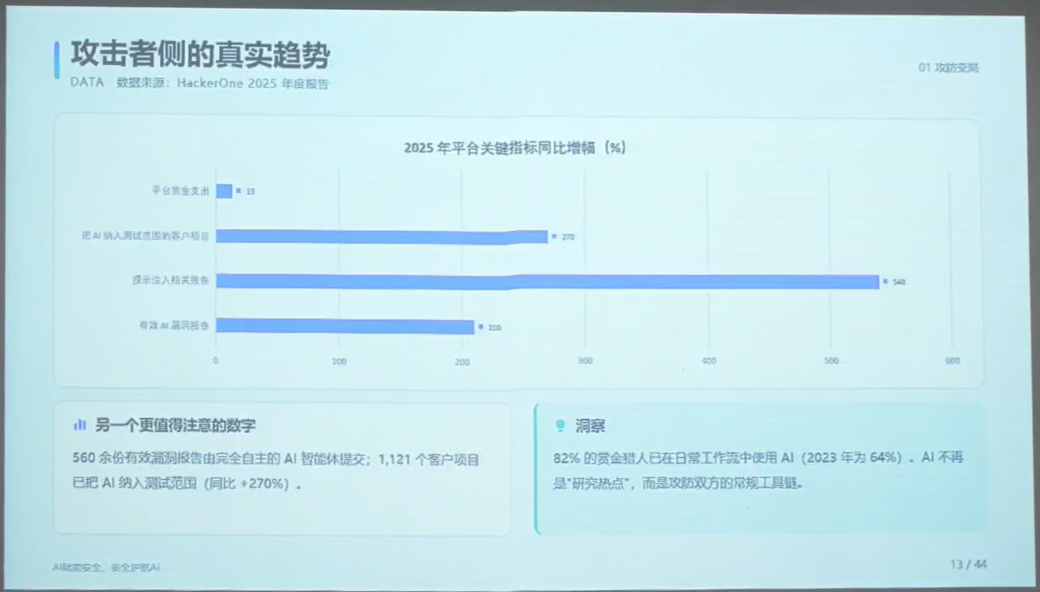 攻击者侧的真实趋势
DATA 数据来源：HackerOne 2025 年度报告
01 攻防变局
2025 年平台关键指标同比增幅（%）
平台赏金支出
13
把 AI 纳入测试范围的客户项目
270
提示注入相关报告
540
有效 AI 漏洞报告
210
0 100 200 300 400 500 600
另一个更值得注意的数字
560 余份有效漏洞报告由完全自主的 AI 智能体提交；1,121 个客户项目
已把 AI 纳入测试范围（同比 +270%）。
洞察
82% 的赏金猎人已在日常工作流中使用 AI（2023 年为 64%）。AI 不再
是"研究热点"，而是攻防双方的常规工具链。
AI赋能安全，安全护航AI
13 / 44